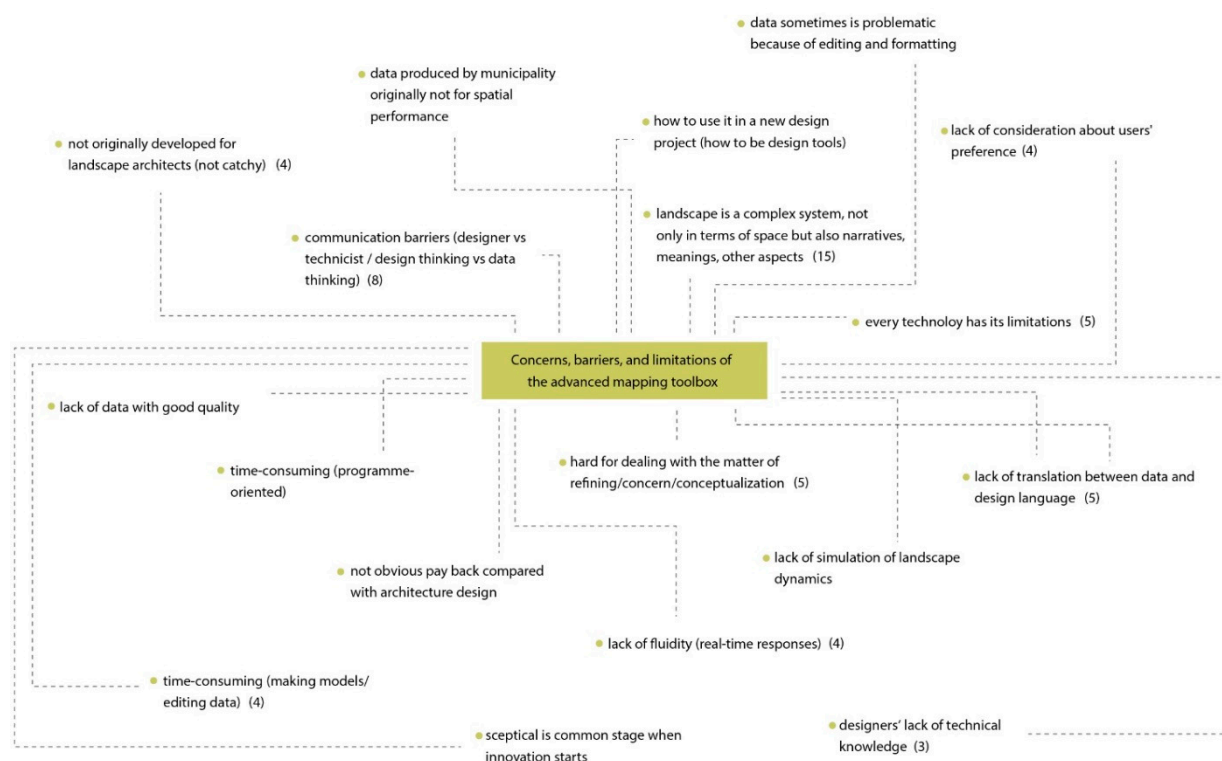 data sometimes is problematic
because of editing and formatting
data produced by municipality
originally not for spatial
performance
how to use it in a new design
project (how to be design tools)
lack of consideration about users'
preference (4)
not originally developed for
landscape architects (not catchy) (4)
landscape is a complex system, not
only in terms of space but also narratives,
meanings, other aspects (15)
communication barriers (designer vs
technicist / design thinking vs data
thinking) (8)
every technoloy has its limitations (5)
Concerns, barriers, and limitations of
the advanced mapping toolbox
lack of data with good quality
time-consuming (programme-
oriented)
hard for dealing with the matter of
refining/concern/conceptualization (5)
lack of translation between data and
design language (5)
not obvious pay back compared
with architecture design
lack of simulation of landscape
dynamics
lack of fluidity (real-time responses) (4)
time-consuming (making models/
editing data) (4)
sceptical is common stage when
innovation starts
designers' lack of technical
knowledge (3)